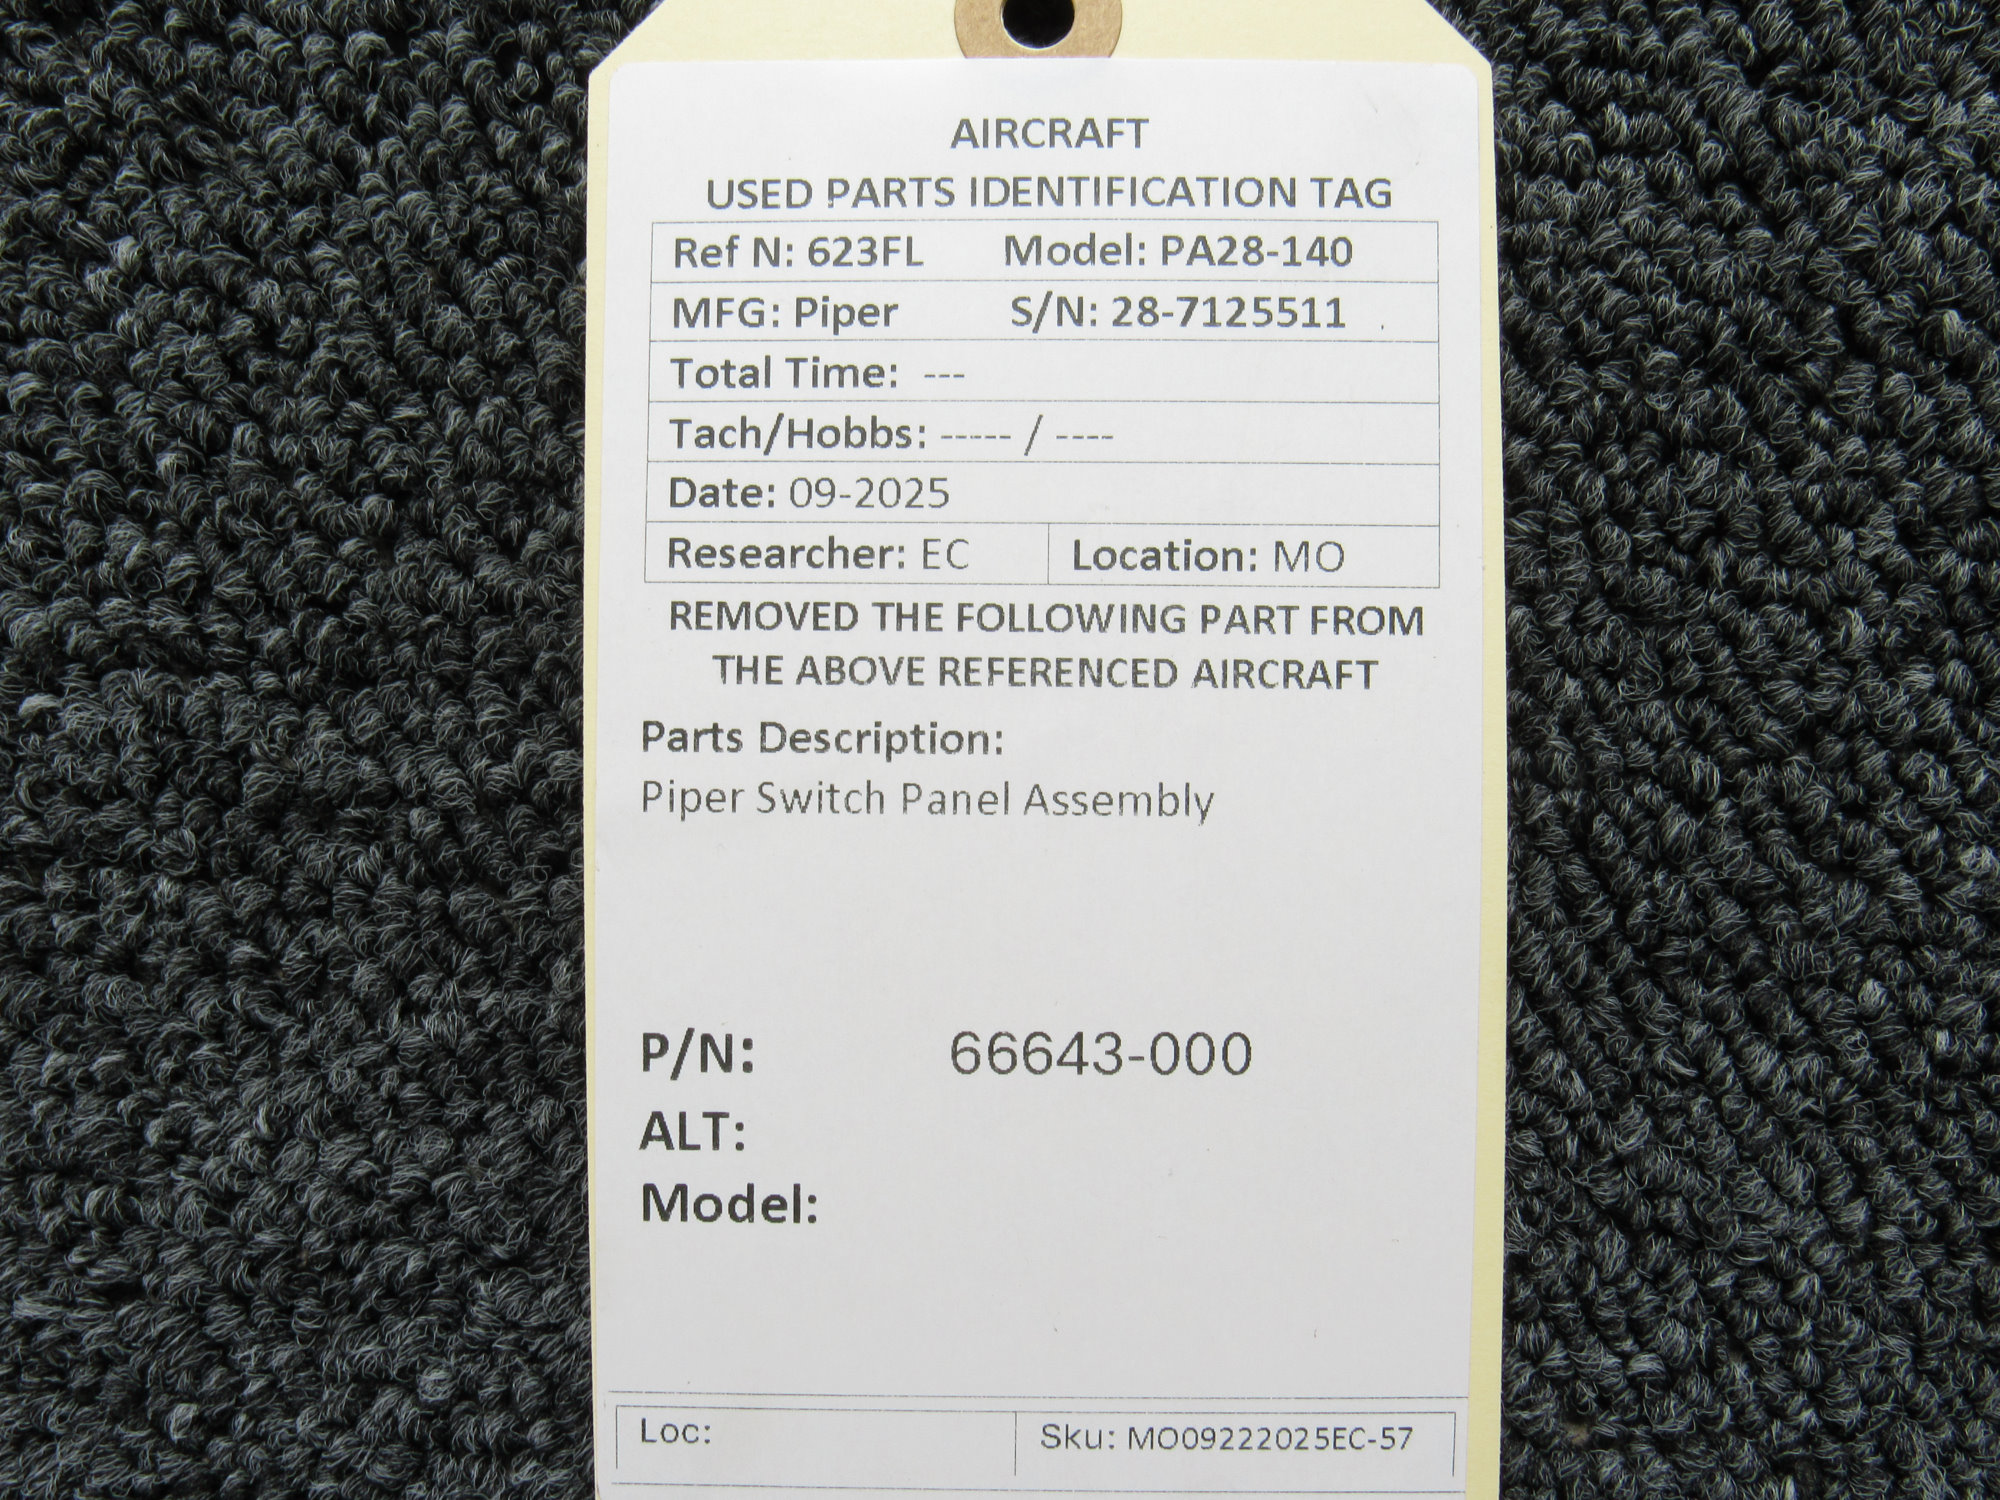 AIRCRAFT
USED PARTS IDENTIFICATION TAG
Ref N: 623FL Model: PA28-140
MFG: Piper S/N: 28-7125511
Total Time: ---
Tach/Hobbs: ----- / ----
Date: 09-2025
Researcher: EC Location: MO
REMOVED THE FOLLOWING PART FROM
THE ABOVE REFERENCED AIRCRAFT
Parts Description:
Piper Switch Panel Assembly
P/N: 66643-000
ALT:
Model:
Loc: Sku: MO09222025EC-57